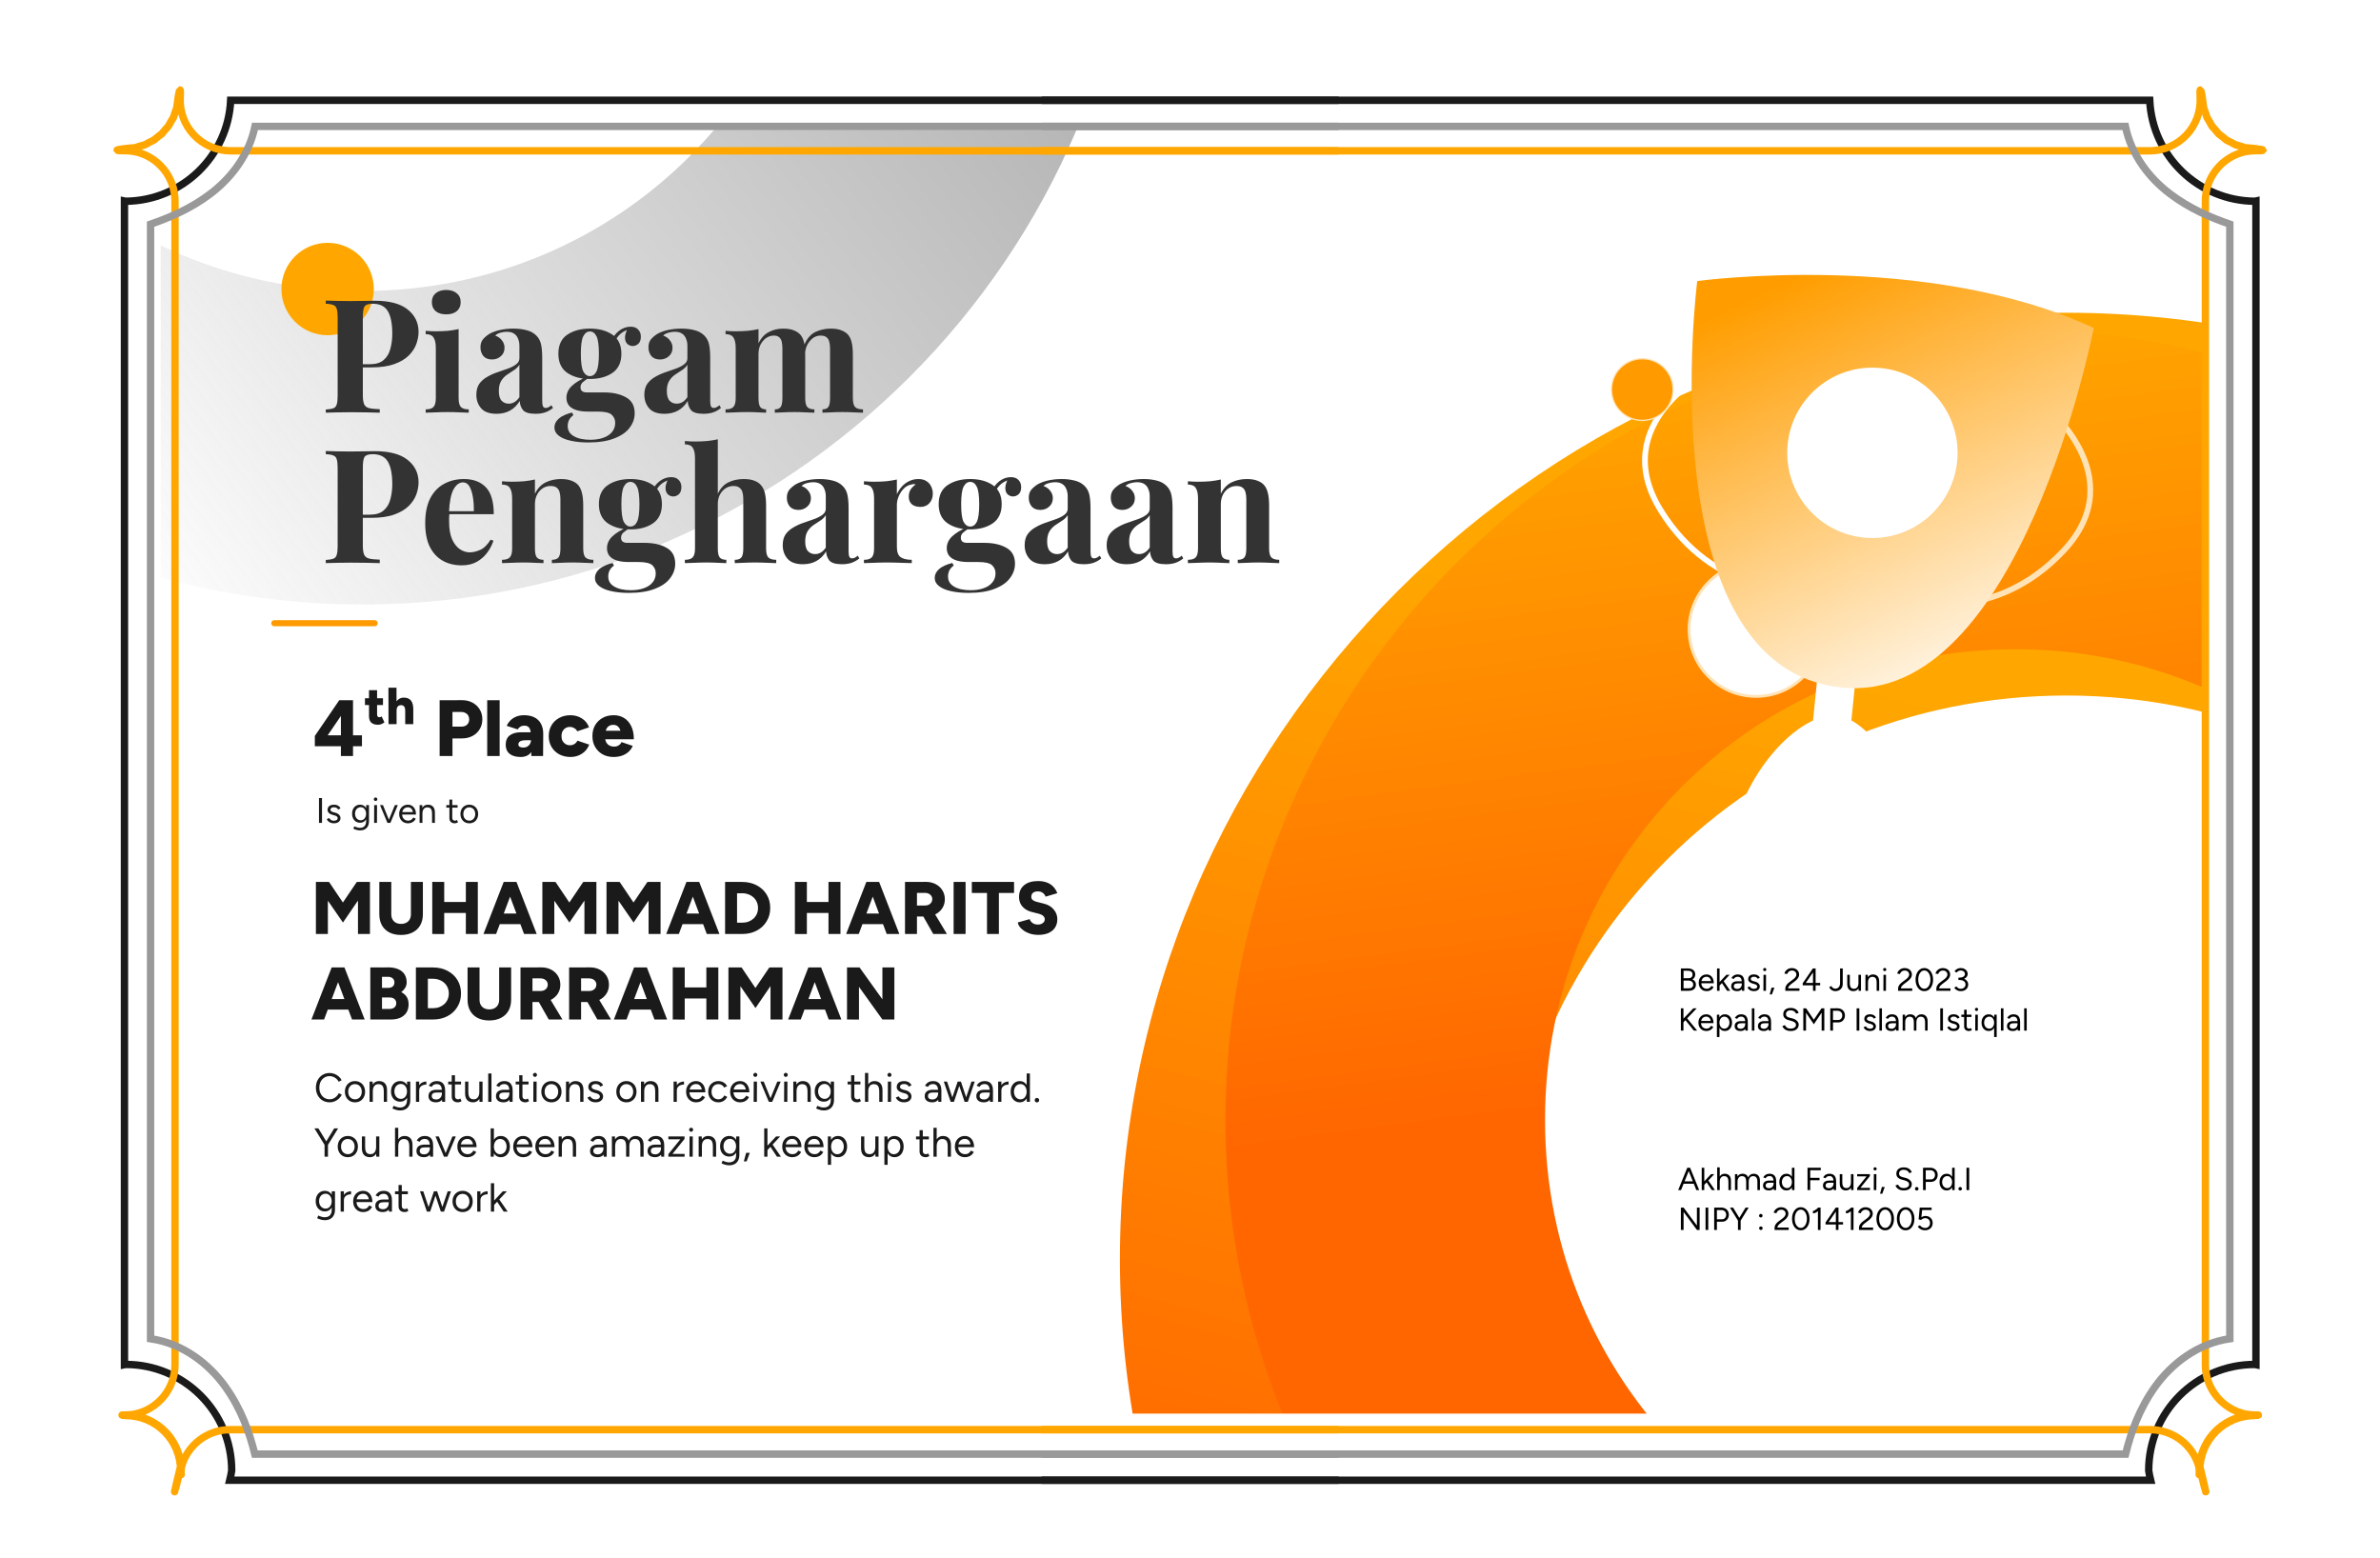 Piagam
Penghargaan
4th Place
Is given to
MUHAMMAD HARITS
ABDURRAHMAN
Congratulations on receiving this award.
You have been amazing, keep up the
great work
Bekasi, 24 Juni 2023
Kepala SMP Islam Istiqlal
Akhmad Fauzi, S.Pd.I
NIPY : 201412005